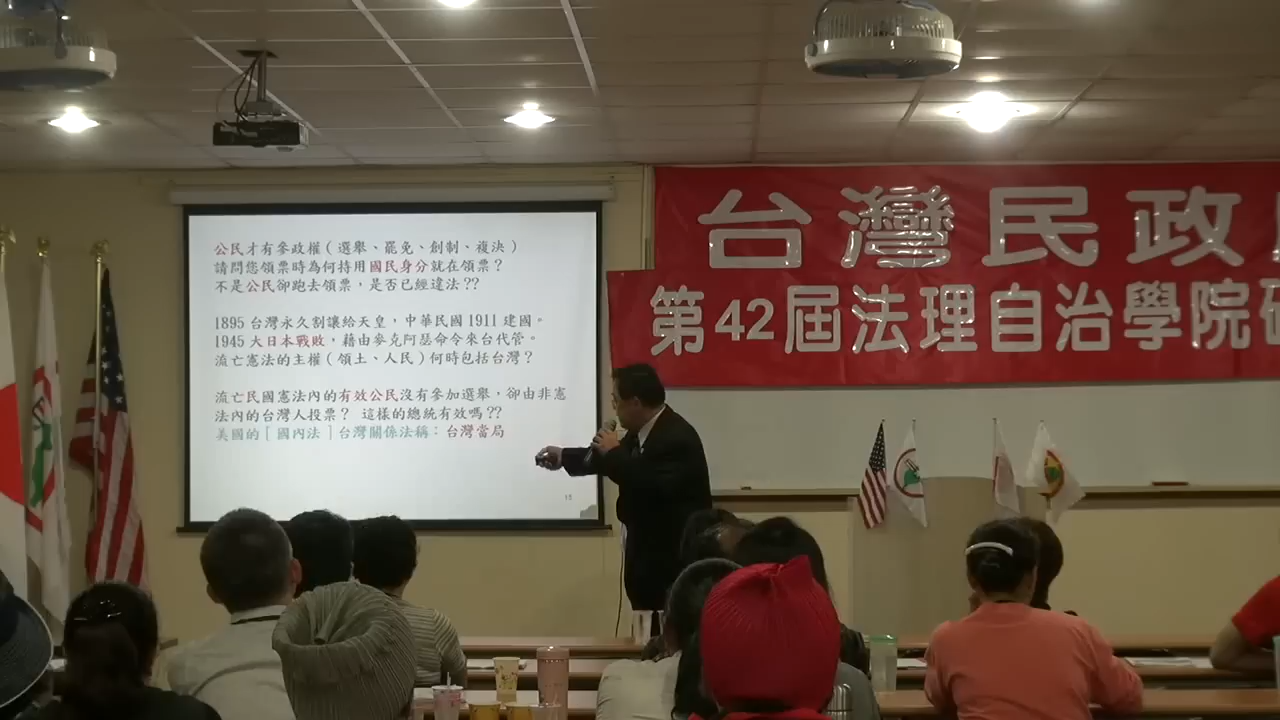 公民才有參政權(選舉、罷免、創制、複決)
請問您領票時為何持用國民身分就在領票?
不是公民卻跑去領票,是否已經違法??
1895 台灣永久割讓給天皇,中華民國 1911 建國。
1945 大日本戰敗,藉由麥克阿瑟命令來台代管。
流亡憲法的主權(領土、人民)何時包括台灣?
流亡民國憲法內的有效公民沒有參加選舉,卻由非憲
法內的台灣人投票? 這樣的總統有效嗎??
美國的[國內法]台灣關係法稱:台灣當局
15
台灣民政
第42屆法理自治學院